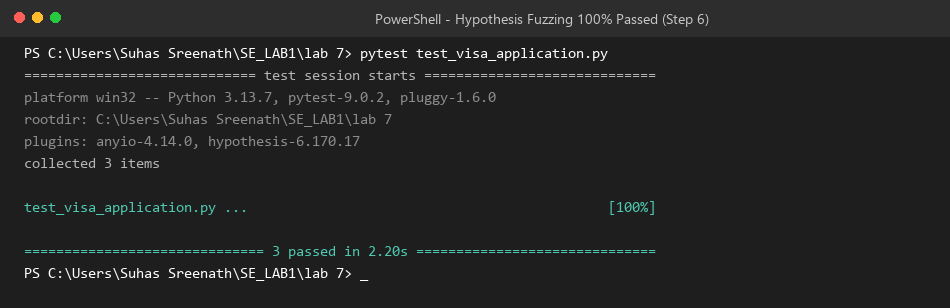 PowerShell - Hypothesis Fuzzing 100% Passed (Step 6)
PS C:\Users\Suhas Sreenath\SE_LAB1\lab 7> pytest test_visa_application.py
============================= test session starts =============================
platform win32 -- Python 3.13.7, pytest-9.0.2, pluggy-1.6.0
rootdir: C:\Users\Suhas Sreenath\SE_LAB1\lab 7
plugins: anyio-4.14.0, hypothesis-6.170.17
collected 3 items
test_visa_application.py ... [100%]
============================== 3 passed in 2.20s ==============================
PS C:\Users\Suhas Sreenath\SE_LAB1\lab 7> _